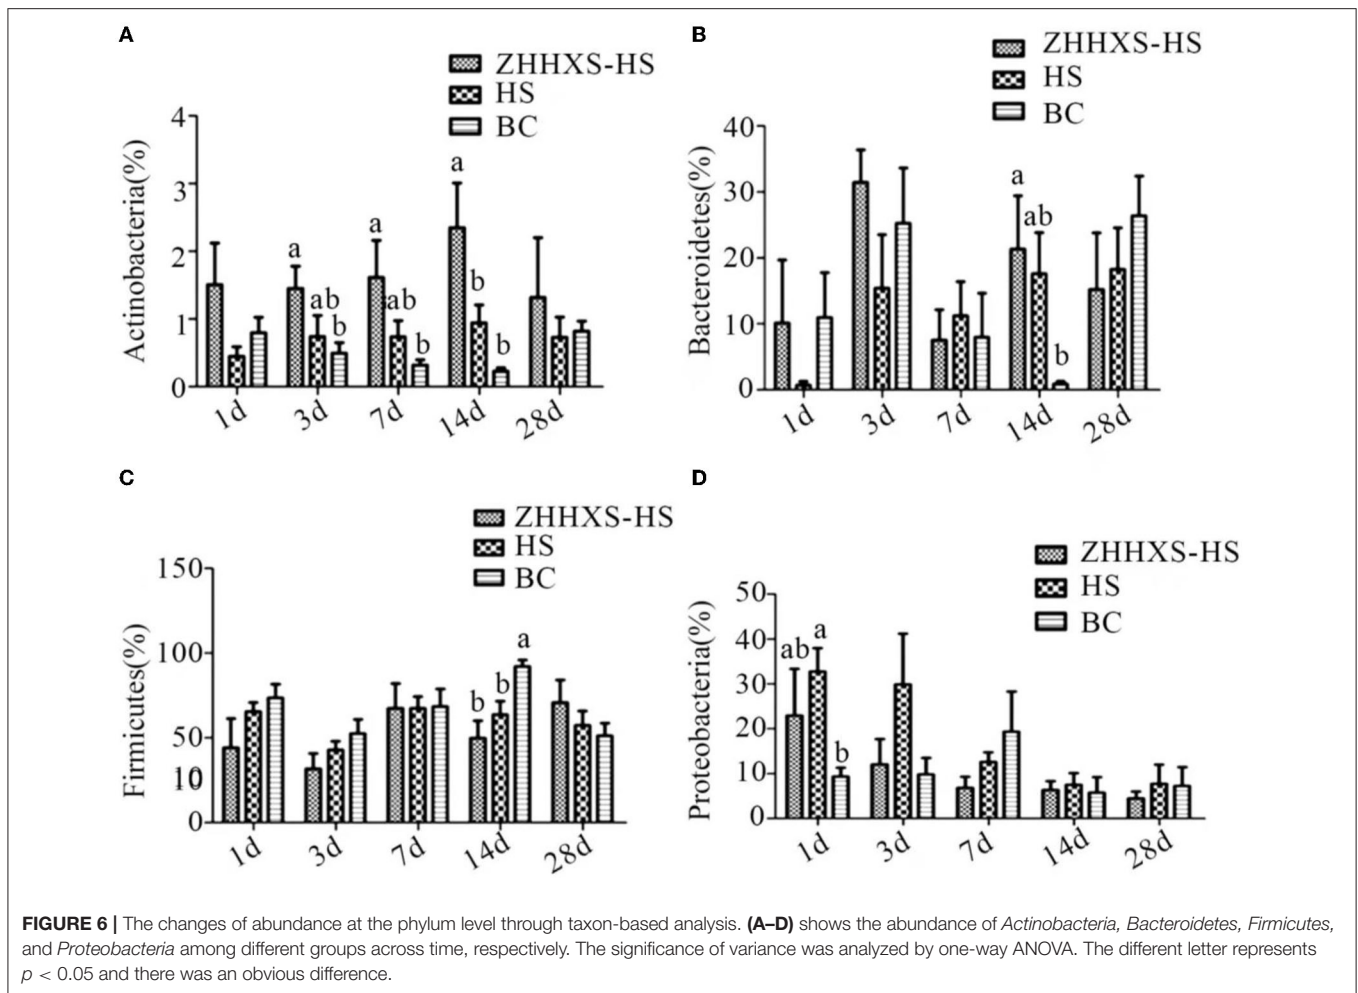 A
ZHHXS-HS
HS
BC
Actinobacteria(%)
4
3
2
1
0
a
ab
b
a
ab
b
a
b
b
1d
3d
7d
14d
28d
B
ZHHXS-HS
HS
BC
Bacteroidetes(%)
40
30
20
10
0
a
ab
b
1d
3d
7d
14d
28d
C
ZHHXS-HS
HS
BC
Firmicutes(%)
150
100
50
10
0
b
b
a
1d
3d
7d
14d
28d
D
ZHHXS-HS
HS
BC
Proteobacteria(%)
50
40
30
20
10
0
ab
a
b
1d
3d
7d
14d
28d
FIGURE 6 | The changes of abundance at the phylum level through taxon-based analysis. (A–D) shows the abundance of Actinobacteria, Bacteroidetes, Firmicutes,
and Proteobacteria among different groups across time, respectively. The significance of variance was analyzed by one-way ANOVA. The different letter represents
p < 0.05 and there was an obvious difference.